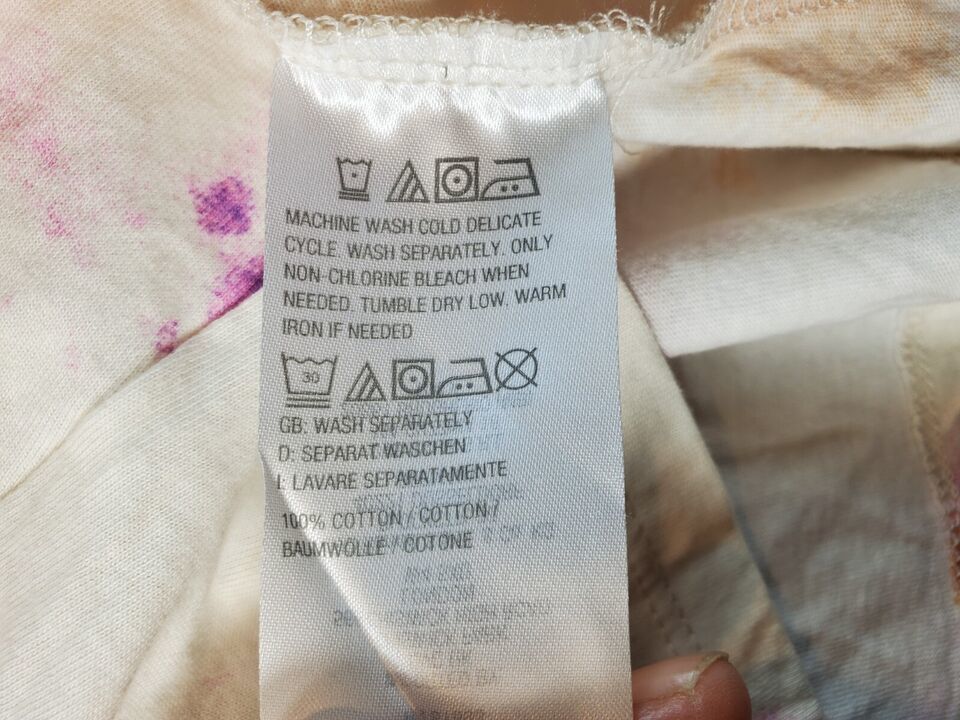 MACHINE WASH COLD DELICATE
CYCLE. WASH SEPARATELY. ONLY
NON-CHLORINE BLEACH WHEN
NEEDED. TUMBLE DRY LOW. WARM
IRON IF NEEDED
30
GB: WASH SEPARATELY
D: SEPARAT WASCHEN
I: LAVARE SEPARATAMENTE
100% COTTON / COTTON /
BAUMWOLLE / COTONE